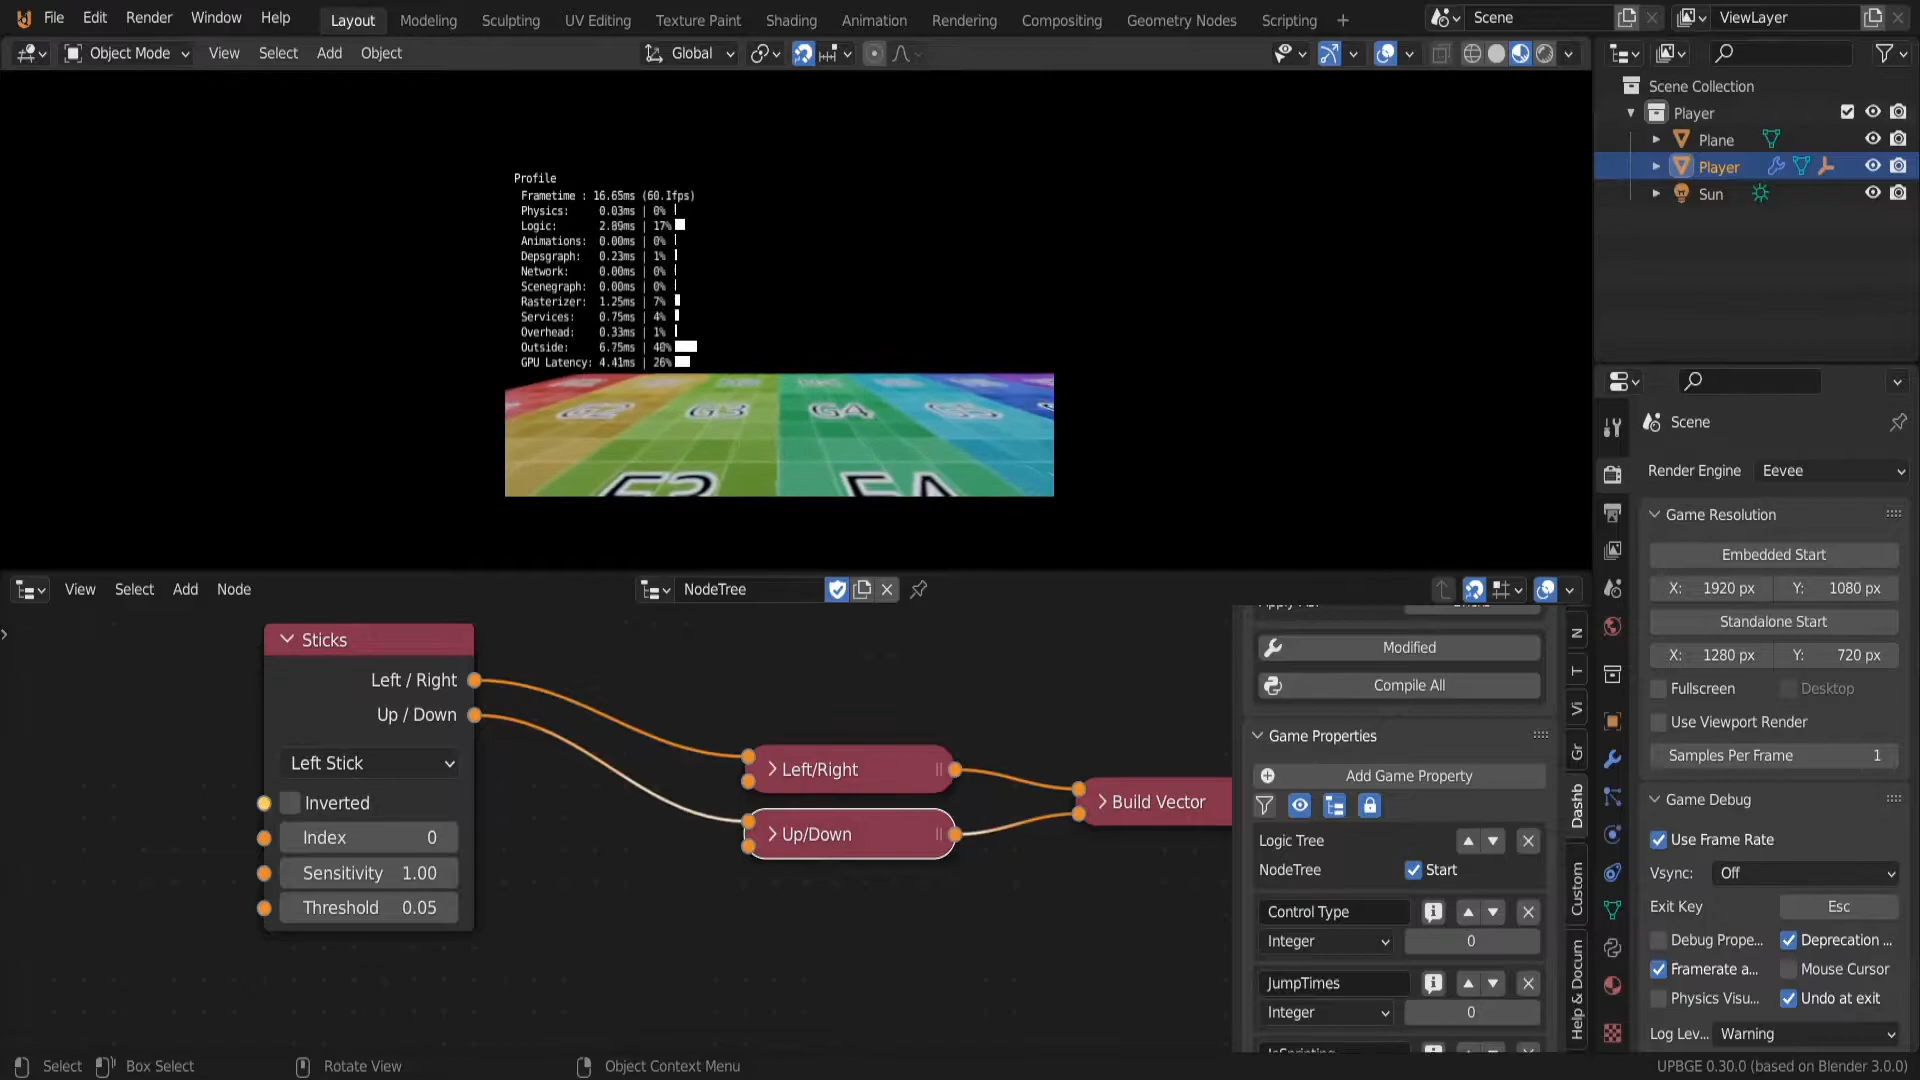 File Edit Render Window Help Layout Modeling Sculpting UV Editing Texture Paint Shading Animation Rendering Compositing Geometry Nodes Scripting + Scene ViewLayer
Object Mode View Select Add Object Global
Scene Collection
Player
Plane
Player
Sun
Profile
Frametime : 16.65ms (60.1fps)
Physics: 0.03ms | 0%
Logic: 2.89ms | 17%
Animations: 0.00ms | 0%
Depsgraph: 0.23ms | 1%
Network: 0.00ms | 0%
Scenegraph: 0.00ms | 0%
Rasterizer: 1.25ms | 7%
Services: 0.75ms | 4%
Overhead: 0.33ms | 1%
Outside: 6.75ms | 40%
GPU Latency: 4.41ms | 26%
G2 G3 G4 G5
F3 F4
Scene
Render Engine Eevee
Game Resolution
Embedded Start
X: 1920 px Y: 1080 px
Standalone Start
X: 1280 px Y: 720 px
Fullscreen Desktop
Use Viewport Render
Samples Per Frame 1
Game Debug
Use Frame Rate
Vsync: Off
Exit Key Esc
Debug Prope... Deprecation ...
Framerate a... Mouse Cursor
Physics Visu... Undo at exit
Log Lev... Warning
View Select Add Node NodeTree
Sticks
Left / Right
Up / Down
Left Stick
Inverted
Index 0
Sensitivity 1.00
Threshold 0.05
Left/Right
Up/Down
Build Vector
Modified
Compile All
Game Properties
Add Game Property
Logic Tree
NodeTree Start
Control Type
Integer 0
JumpTimes
Integer 0
N
T
Vi
Gr
Dashb
Custom
Help & Docum
Select Box Select Rotate View Object Context Menu UPBGE 0.30.0 (based on Blender 3.0.0)